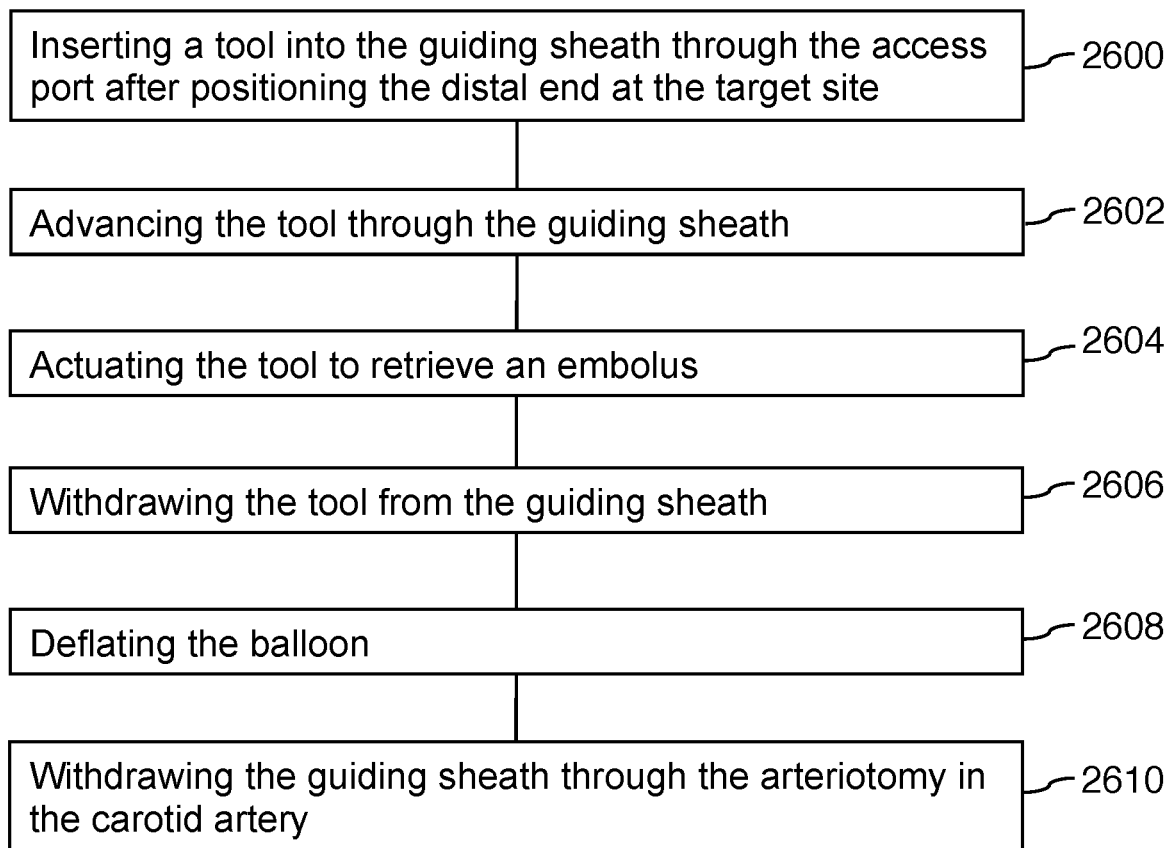 Inserting a tool into the guiding sheath through the access
port after positioning the distal end at the target site
2600
Advancing the tool through the guiding sheath
2602
Actuating the tool to retrieve an embolus
2604
Withdrawing the tool from the guiding sheath
2606
Deflating the balloon
2608
Withdrawing the guiding sheath through the arteriotomy in
the carotid artery
2610